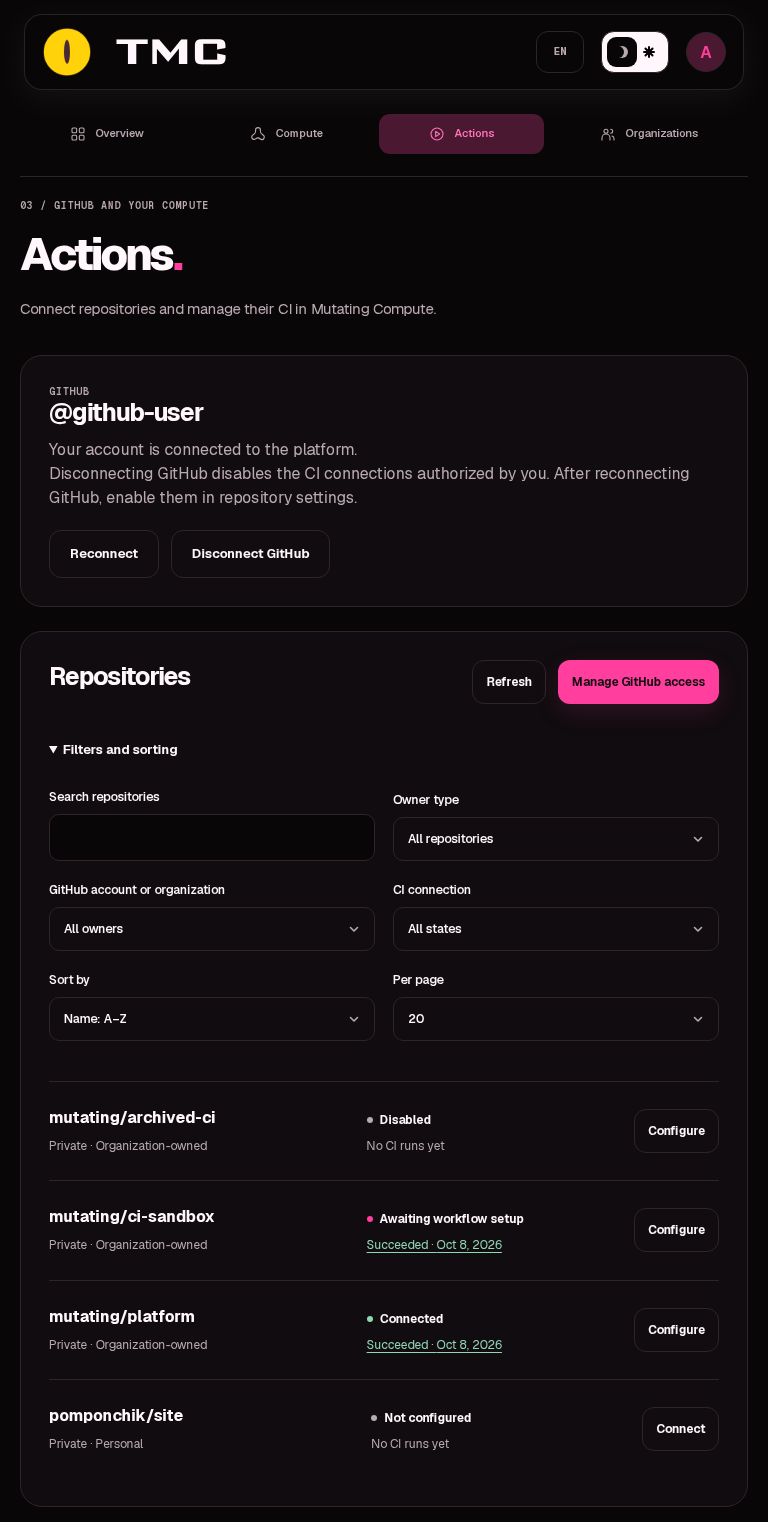 TMC
EN
A
Overview
Compute
Actions
Organizations
03 / GITHUB AND YOUR COMPUTE
Actions.
Connect repositories and manage their CI in Mutating Compute.
GITHUB
@github-user
Your account is connected to the platform.
Disconnecting GitHub disables the CI connections authorized by you. After reconnecting
GitHub, enable them in repository settings.
Reconnect
Disconnect GitHub
Repositories
Refresh
Manage GitHub access
▼ Filters and sorting
Search repositories
Owner type
All repositories
GitHub account or organization
CI connection
All owners
All states
Sort by
Per page
Name: A–Z
20
mutating/archived-ci
Disabled
Configure
Private · Organization-owned
No CI runs yet
mutating/ci-sandbox
Awaiting workflow setup
Configure
Private · Organization-owned
Succeeded · Oct 8, 2026
mutating/platform
Connected
Configure
Private · Organization-owned
Succeeded · Oct 8, 2026
pomponchik/site
Not configured
Connect
Private · Personal
No CI runs yet